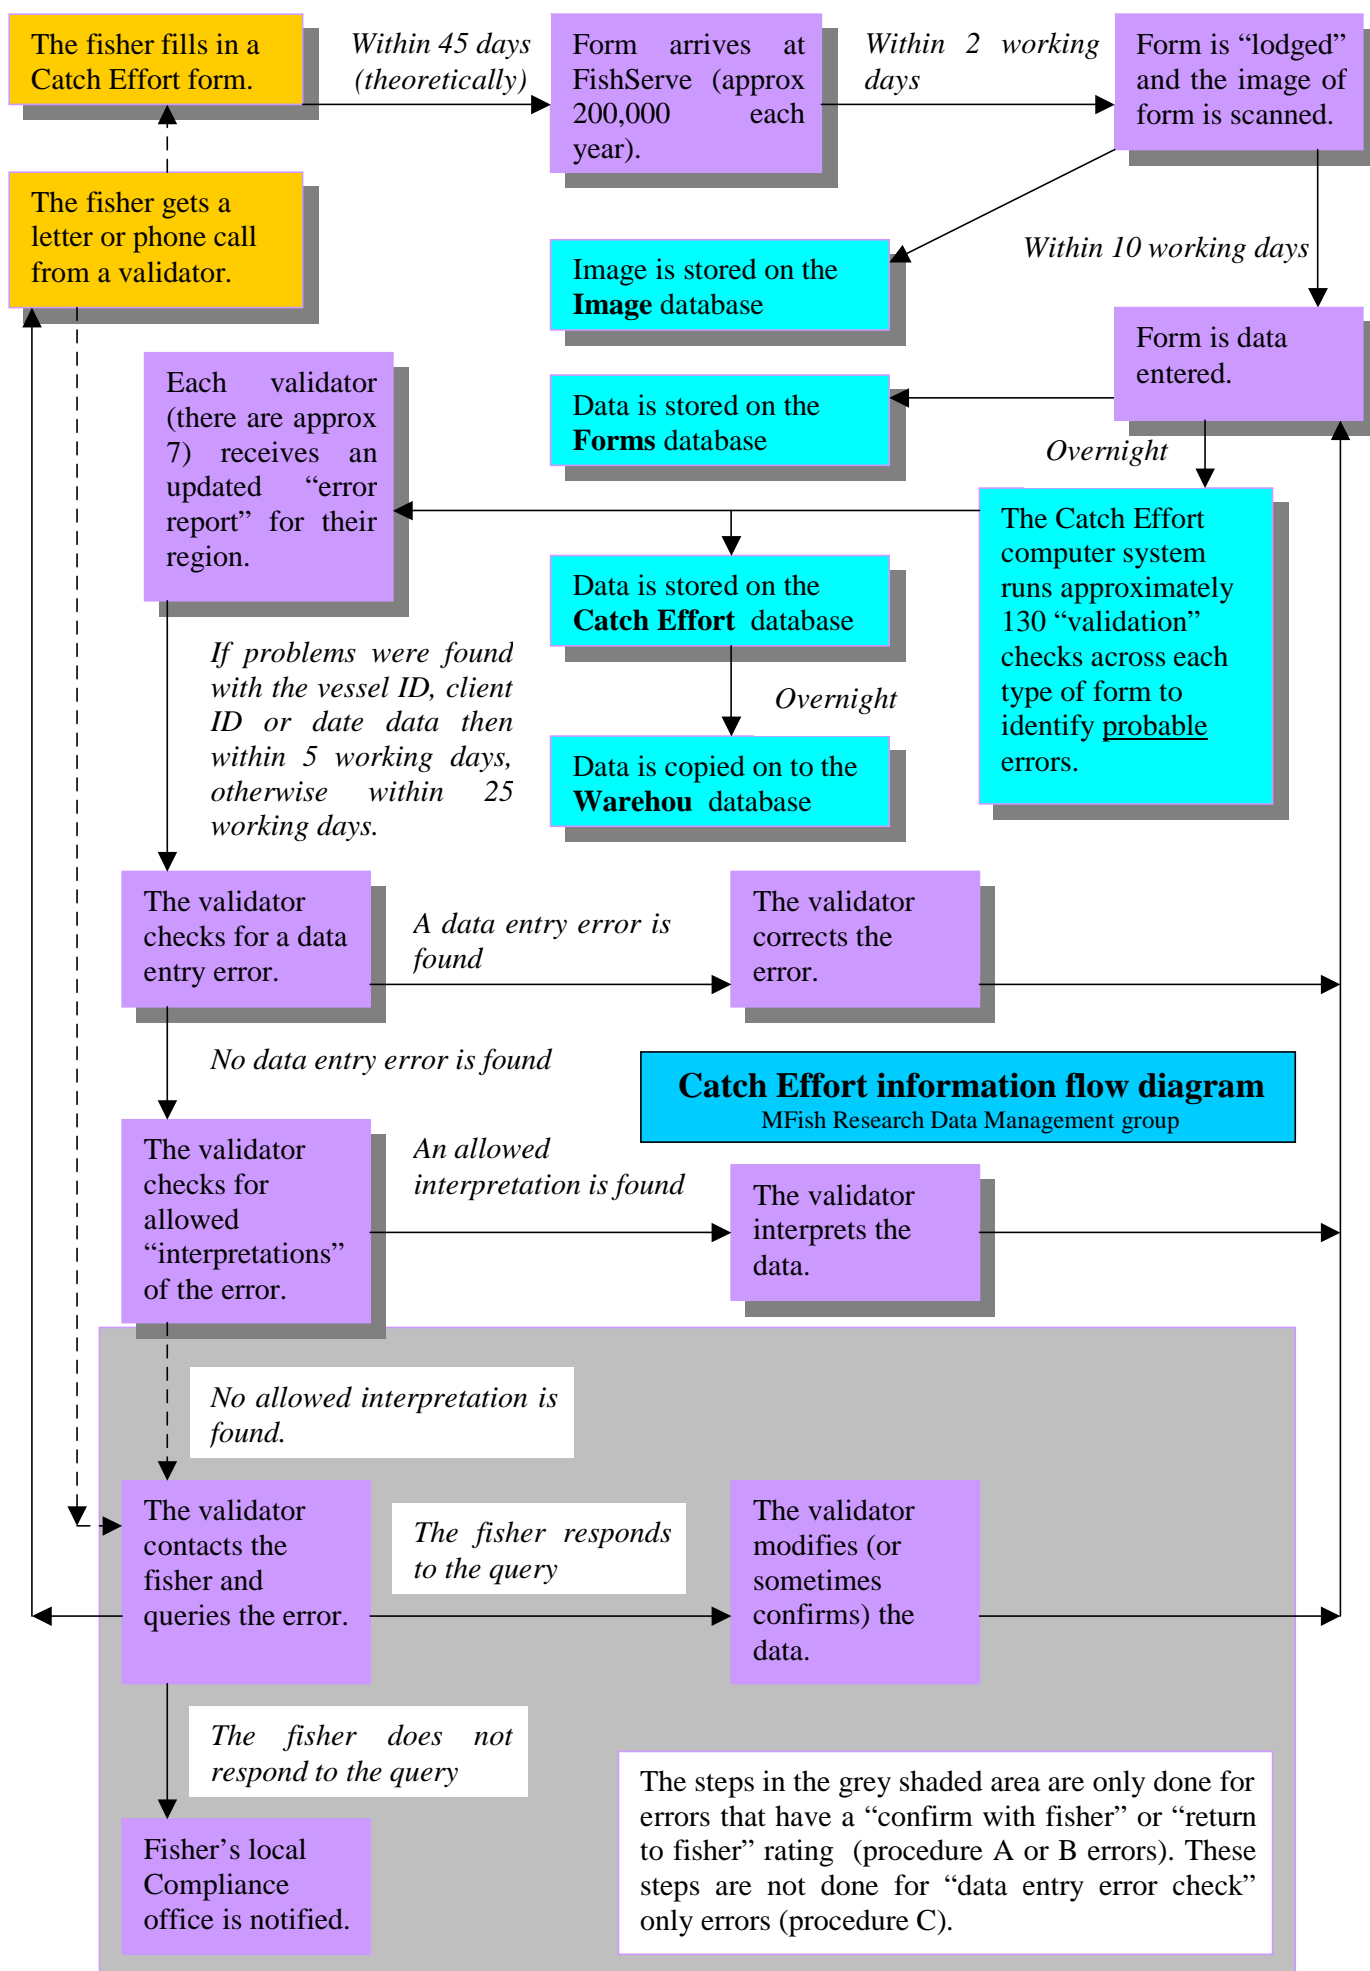 The fisher fills in a
Catch Effort form.
Within 45 days
(theoretically)
Form arrives at
FishServe (approx
200,000 each
year).
Within 2 working
days
Form is “lodged”
and the image of
form is scanned.
The fisher gets a
letter or phone call
from a validator.
Within 10 working days
Image is stored on the
Image database
Form is data
entered.
Each validator
(there are approx
7) receives an
updated “error
report” for their
region.
Data is stored on the
Forms database
Overnight
The Catch Effort
computer system
runs approximately
130 “validation”
checks across each
type of form to
identify probable
errors.
Data is stored on the
Catch Effort database
If problems were found
with the vessel ID, client
ID or date data then
within 5 working days,
otherwise within 25
working days.
Overnight
Data is copied on to the
Warehou database
The validator
checks for a data
entry error.
A data entry error is
found
The validator
corrects the
error.
No data entry error is found
Catch Effort information flow diagram
MFish Research Data Management group
The validator
checks for
allowed
“interpretations”
of the error.
An allowed
interpretation is found
The validator
interprets the
data.
No allowed interpretation is
found.
The validator
contacts the
fisher and
queries the error.
The fisher responds
to the query
The validator
modifies (or
sometimes
confirms) the
data.
The fisher does not
respond to the query
Fisher’s local
Compliance
office is notified.
The steps in the grey shaded area are only done for
errors that have a “confirm with fisher” or “return
to fisher” rating (procedure A or B errors). These
steps are not done for “data entry error check”
only errors (procedure C).